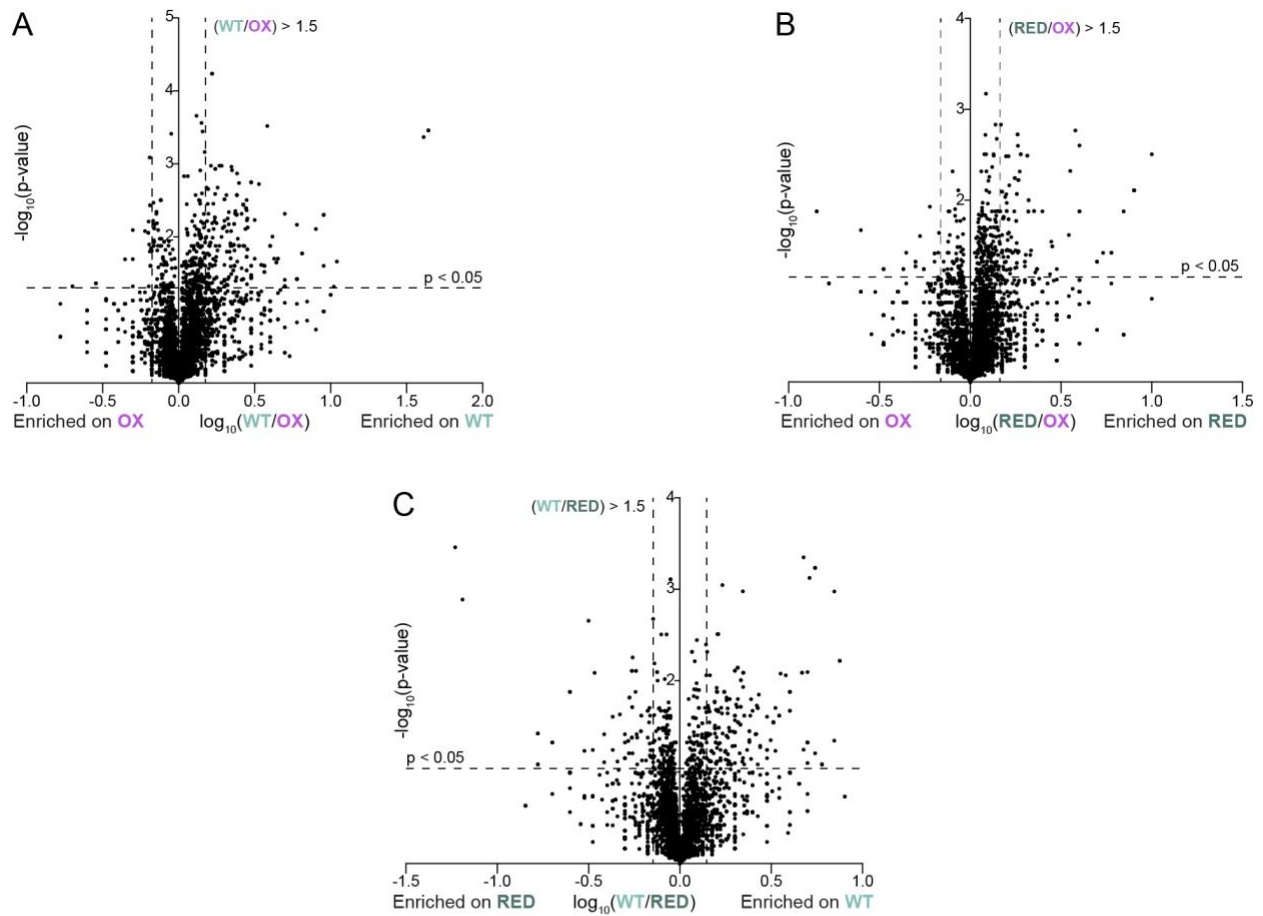 A
(WT/OX) > 1.5
5
4
3
2
-log10(p-value)
p < 0.05
-1.0 -0.5 0.0 0.5 1.0 1.5 2.0
Enriched on OX log10(WT/OX) Enriched on WT
B
(RED/OX) > 1.5
4
3
2
-log10(p-value)
p < 0.05
-1.0 -0.5 0.0 0.5 1.0 1.5
Enriched on OX log10(RED/OX) Enriched on RED
C
(WT/RED) > 1.5
4
3
2
-log10(p-value)
p < 0.05
-1.5 -1.0 -0.5 0.0 0.5 1.0
Enriched on RED log10(WT/RED) Enriched on WT